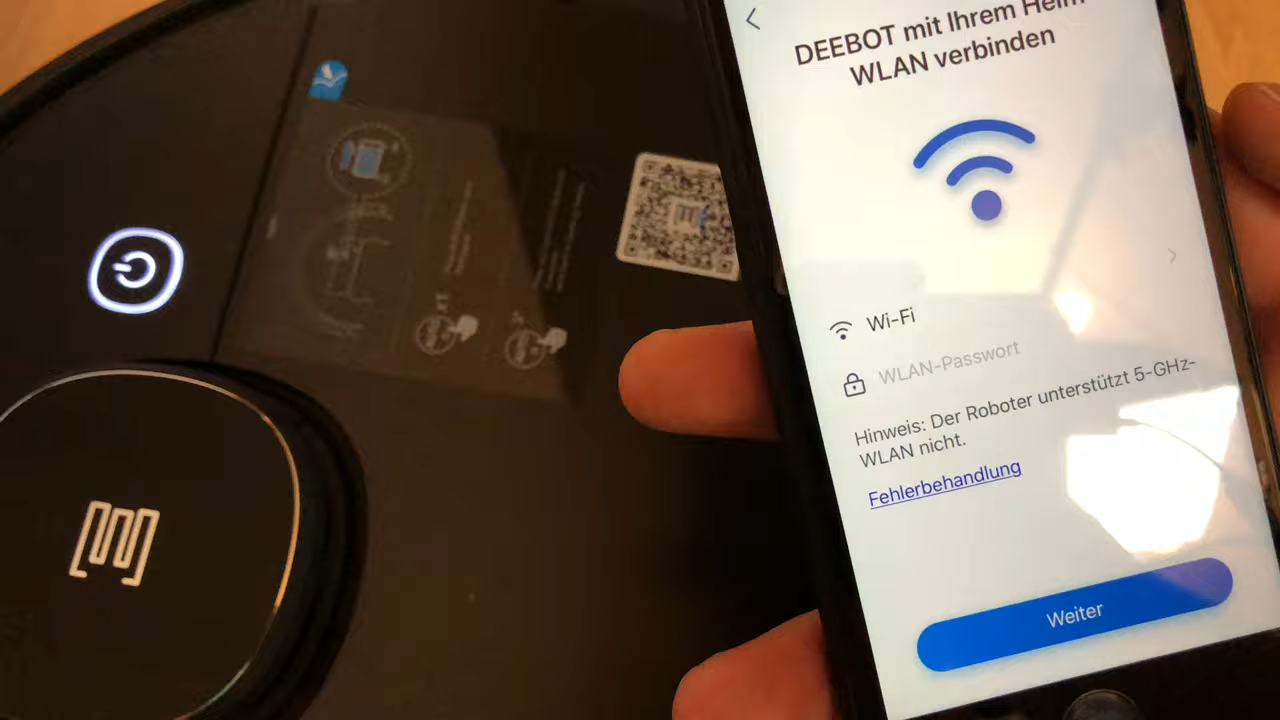 DEEBOT mit Ihrem Heim
WLAN verbinden
Wi-Fi
WLAN-Passwort
Hinweis: Der Roboter unterstützt 5-GHz-
WLAN nicht.
Fehlerbehandlung
Weiter